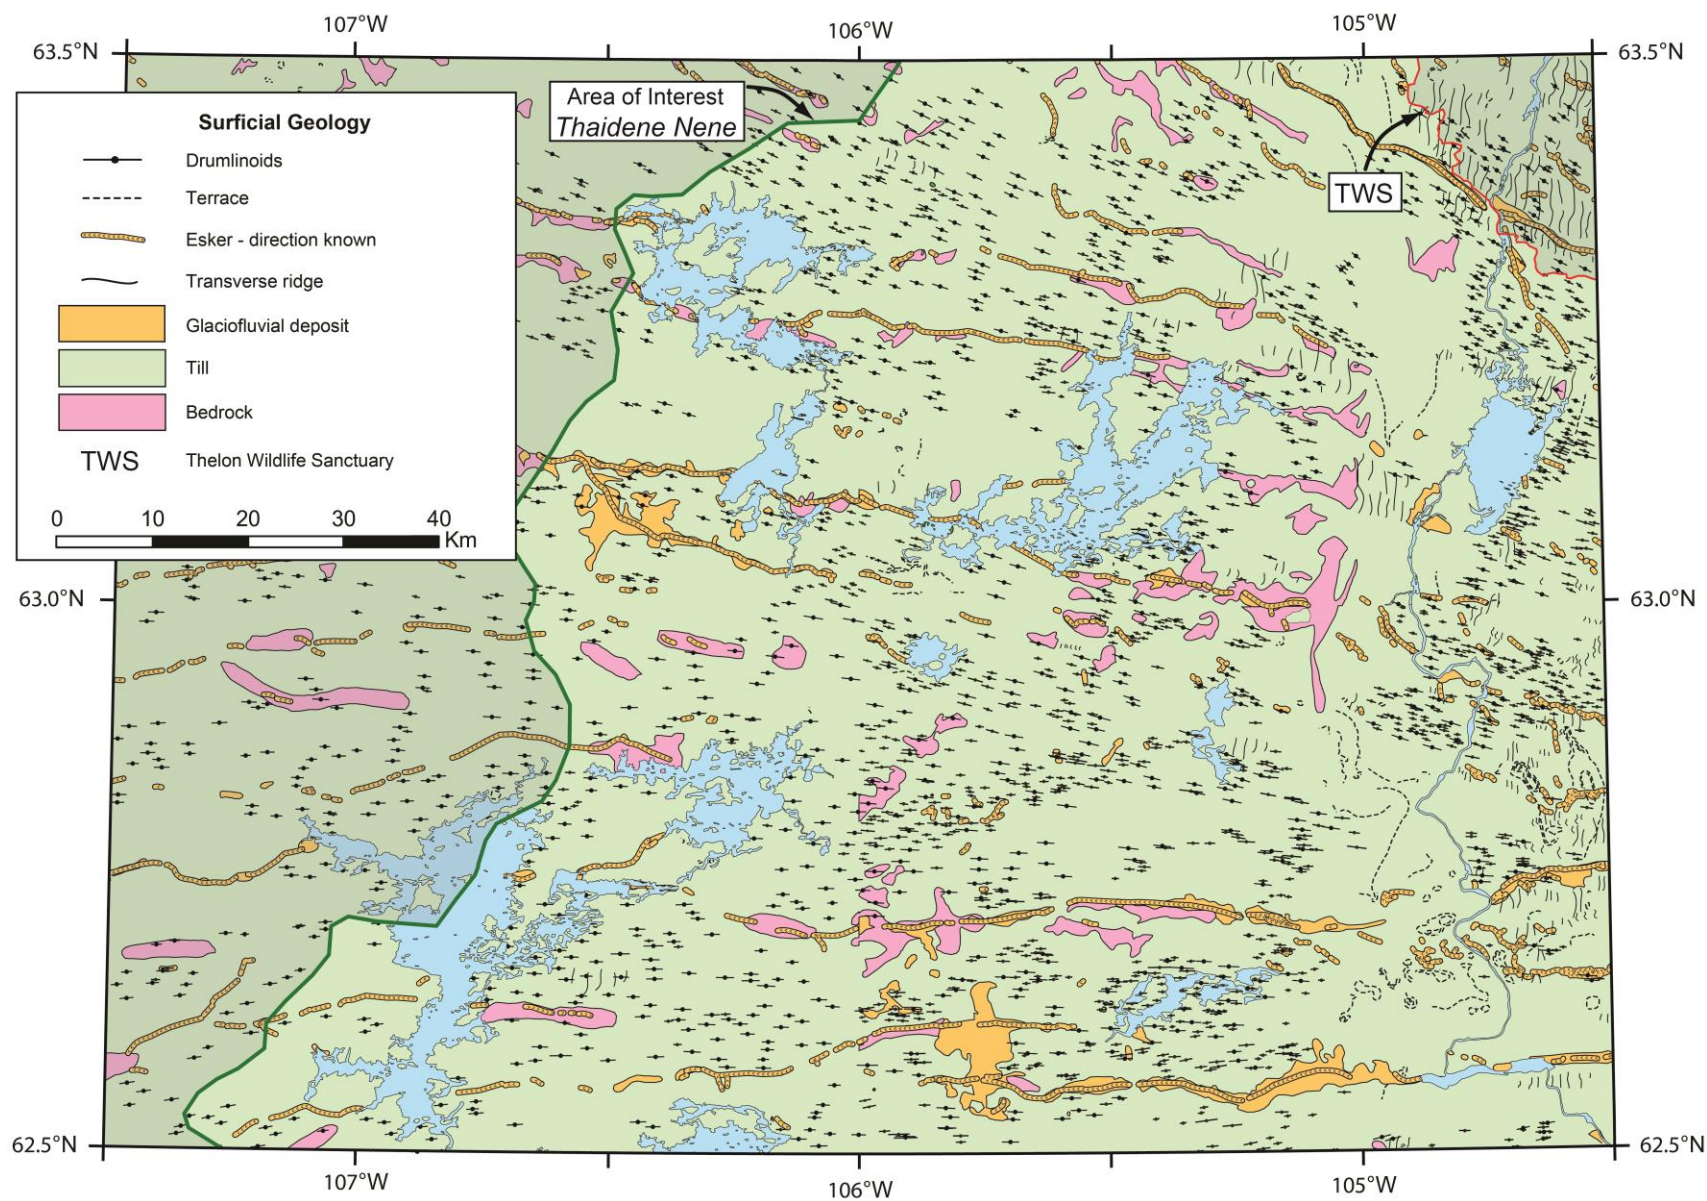 107°W
106°W
105°W
63.5°N
63.5°N
Area of Interest
Thaidene Nene
TWS
Surficial Geology
Drumlinoids
Terrace
Esker - direction known
Transverse ridge
Glaciofluvial deposit
Till
Bedrock
TWS Thelon Wildlife Sanctuary
0 10 20 30 40
Km
63.0°N
63.0°N
62.5°N
62.5°N
107°W
106°W
105°W